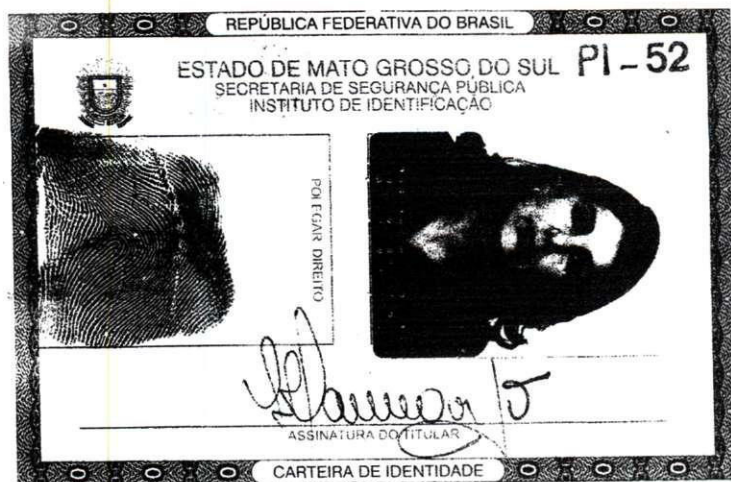 REPÚBLICA FEDERATIVA DO BRASIL
ESTADO DE MATO GROSSO DO SUL PI-52
SECRETARIA DE SEGURANÇA PÚBLICA
INSTITUTO DE IDENTIFICAÇÃO
POLEGAR DIREITO
ASSINATURA DO TITULAR
CARTEIRA DE IDENTIDADE